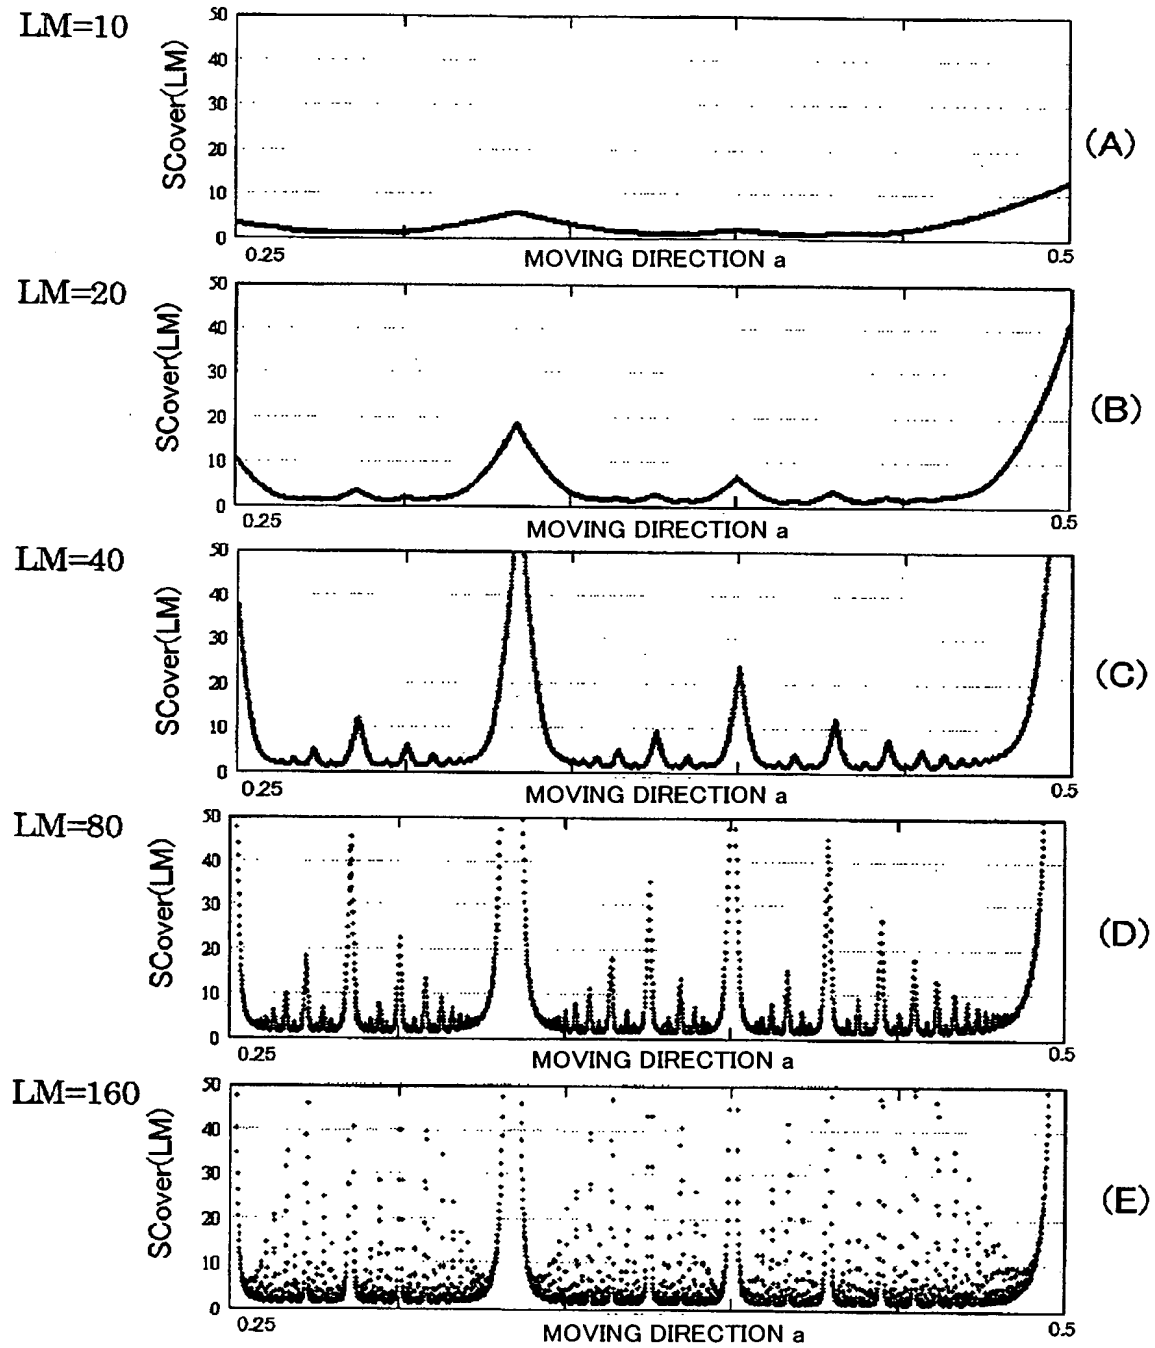 LM=10
50
40
30
20
10
0
SCover(LM)
0.25
MOVING DIRECTION a
0.5
(A)
LM=20
50
40
30
20
10
0
SCover(LM)
0.25
MOVING DIRECTION a
0.5
(B)
LM=40
50
40
30
20
10
0
SCover(LM)
0.25
MOVING DIRECTION a
0.5
(C)
LM=80
50
40
30
20
10
0
SCover(LM)
0.25
MOVING DIRECTION a
0.5
(D)
LM=160
50
40
30
20
10
0
SCover(LM)
0.25
MOVING DIRECTION a
0.5
(E)